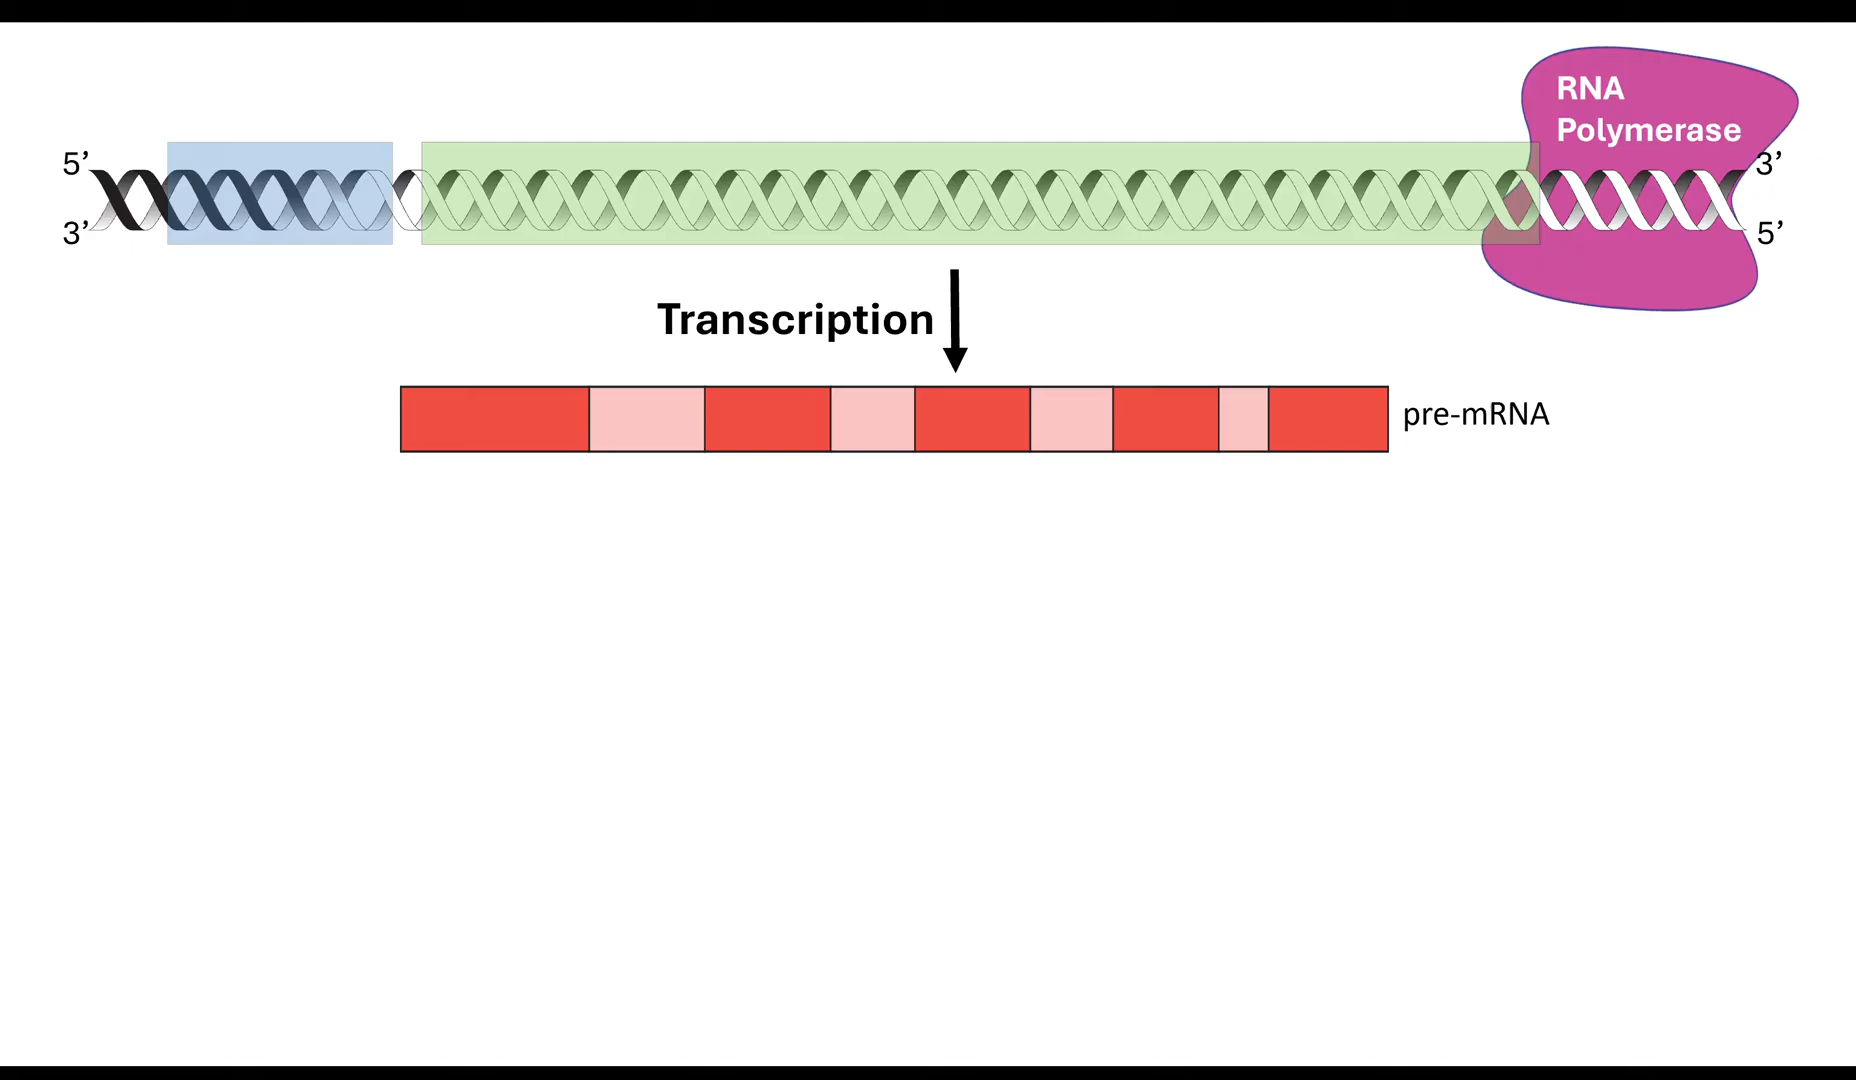 RNA
Polymerase
5’
3’
3’
5’
Transcription
pre-mRNA